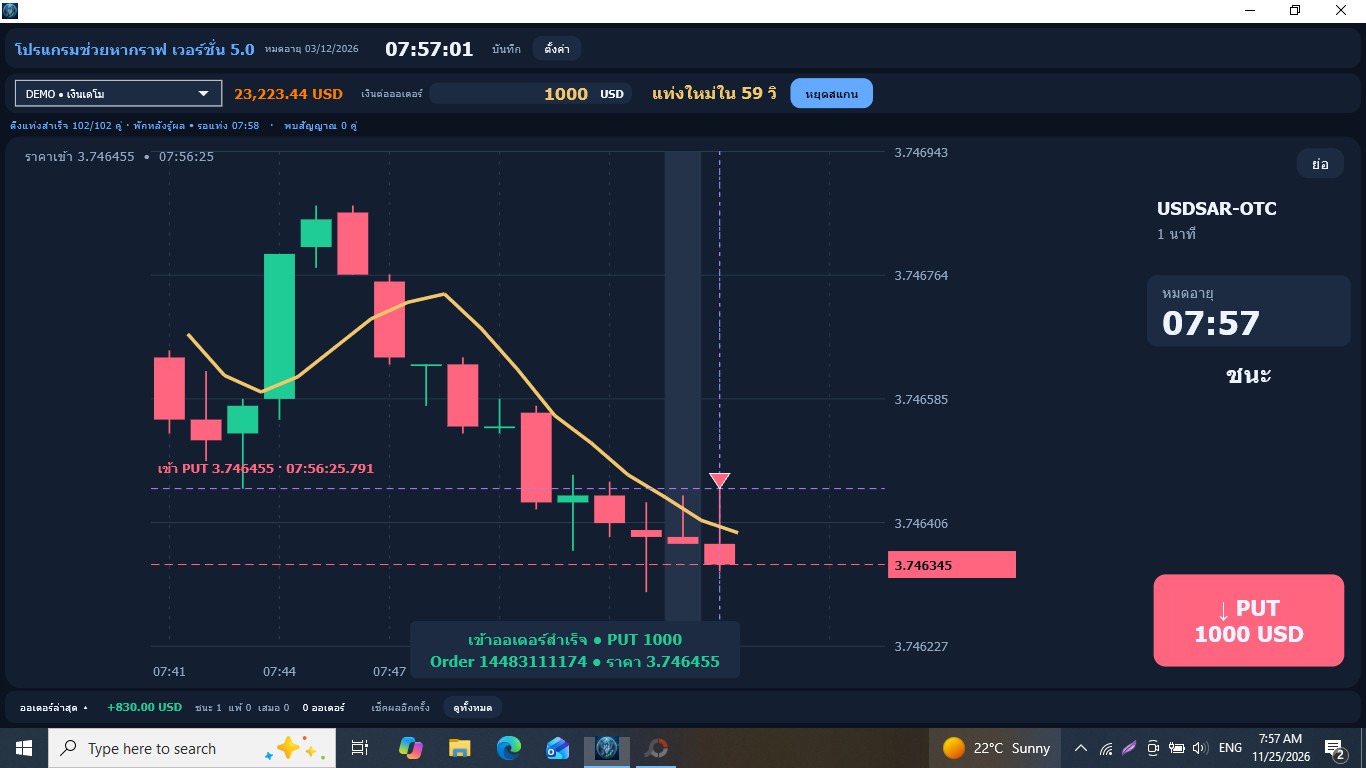 โปรแกรมช่วยหากราฟ เวอร์ชั่น 5.0 หมดอายุ 03/12/2026 07:57:01 บันทึก ตั้งค่า
DEMO • เงินเดโม 23,223.44 USD เงินต่อออเดอร์ 1000 USD แท่งใหม่ใน 59 วิ หยุดสแกน
ดึงแท่งสำเร็จ 102/102 คู่ · พักหลังรู้ผล • รอแท่ง 07:58 · พบสัญญาณ 0 คู่
ราคาเข้า 3.746455 • 07:56:25
ย่อ
3.746943
USDSAR-OTC
1 นาที
3.746764
หมดอายุ
07:57
ชนะ
3.746585
เข้า PUT 3.746455 · 07:56:25.791
3.746406
3.746345
↓ PUT
1000 USD
เข้าออเดอร์สำเร็จ ● PUT 1000
Order 14483111174 ● ราคา 3.746455
3.746227
07:41 07:44 07:47
ออเดอร์ล่าสุด +830.00 USD ชนะ 1 แพ้ 0 เสมอ 0 0 ออเดอร์ เช็คผลอีกครั้ง ดูทั้งหมด
Type here to search 22°C Sunny ENG 7:57 AM
11/25/2026 2